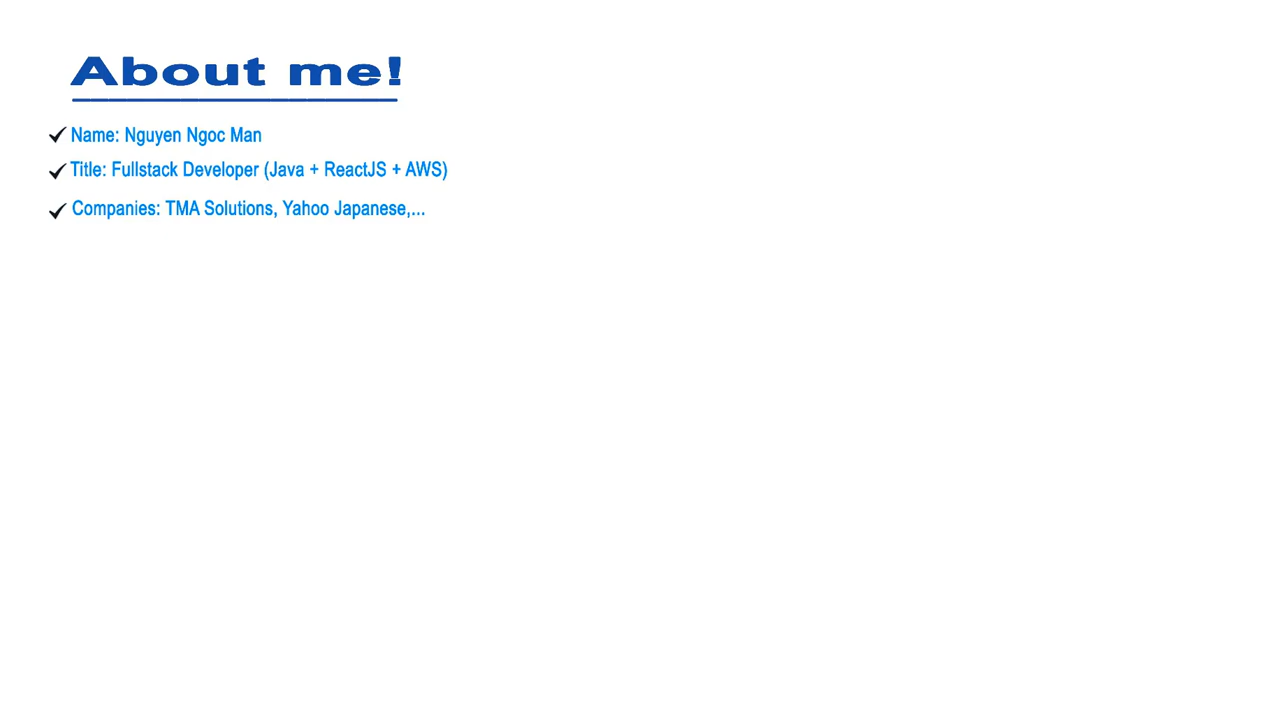 About me!
Name: Nguyen Ngoc Man
Title: Fullstack Developer (Java + ReactJS + AWS)
Companies: TMA Solutions, Yahoo Japanese,...